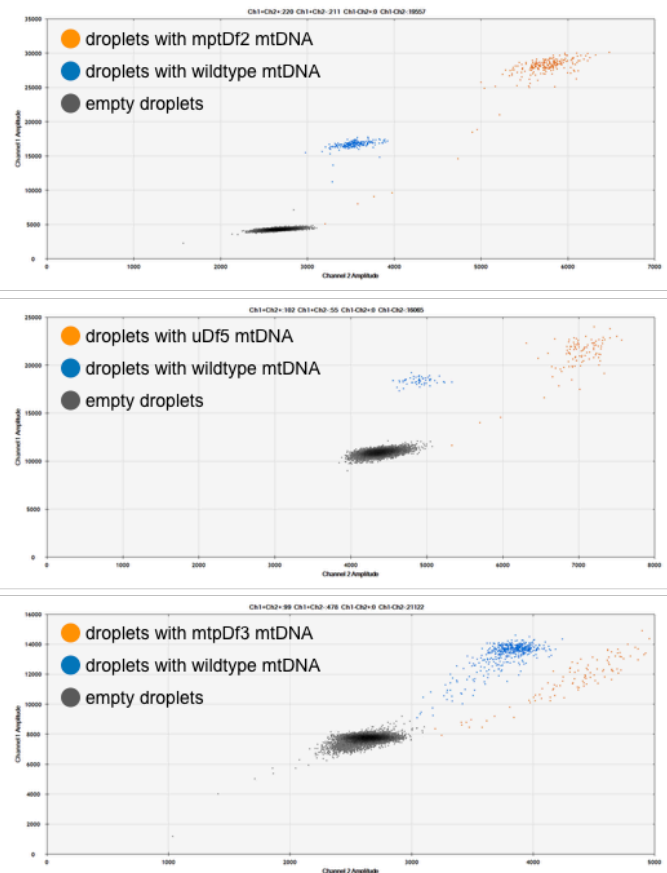 Ch1+Ch2+:220 Ch1+Ch2-:211 Ch1-Ch2+:0 Ch1-Ch2-:10557
35000
30000
25000
20000
15000
10000
5000
0
Channel 1 Amplitude
droplets with mptDf2 mtDNA
droplets with wildtype mtDNA
empty droplets
0 1000 2000 3000 4000 5000 6000 7000
Channel 2 Amplitude
Ch1+Ch2+:102 Ch1+Ch2-:55 Ch1-Ch2+:0
25000
20000
15000
10000
5000
0
Channel 1 Amplitude
droplets with uDf5 mtDNA
droplets with wildtype mtDNA
empty droplets
0 1000 2000 3000 4000 5000 6000 7000 8000
Channel 2 Amplitude
Ch1+Ch2+:99 Ch1+Ch2-:478 Ch1-Ch2+:0 Ch1-Ch2-:21122
16000
14000
12000
10000
8000
6000
4000
2000
0
Channel 1 Amplitude
droplets with mtpDf3 mtDNA
droplets with wildtype mtDNA
empty droplets
0 1000 2000 3000 4000 5000
Channel 2 Amplitude